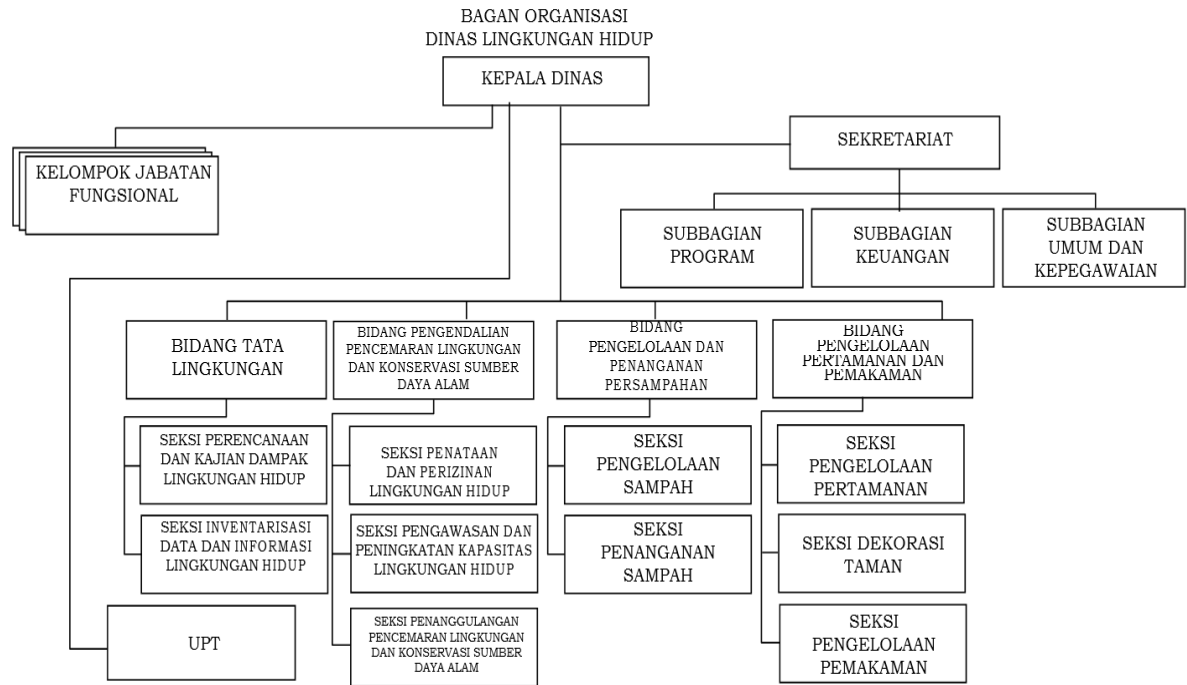 BAGAN ORGANISASI
DINAS LINGKUNGAN HIDUP
KEPALA DINAS
SEKRETARIAT
KELOMPOK JABATAN
FUNGSIONAL
SUBBAGIAN
PROGRAM
SUBBAGIAN
KEUANGAN
SUBBAGIAN
UMUM DAN
KEPEGAWAIAN
BIDANG TATA
LINGKUNGAN
BIDANG PENGENDALIAN
PENCEMARAN LINGKUNGAN
DAN KONSERVASI SUMBER
DAYA ALAM
BIDANG
PENGELOLAAN DAN
PENANGANAN
PERSAMPAHAN
BIDANG
PENGELOLAAN
PERTAMANAN DAN
PEMAKAMAN
SEKSI PERENCANAAN
DAN KAJIAN DAMPAK
LINGKUNGAN HIDUP
SEKSI PENATAAN
DAN PERIZINAN
LINGKUNGAN HIDUP
SEKSI
PENGELOLAAN
SAMPAH
SEKSI
PENGELOLAAN
PERTAMANAN
SEKSI INVENTARISASI
DATA DAN INFORMASI
LINGKUNGAN HIDUP
SEKSI PENGAWASAN DAN
PENINGKATAN KAPASITAS
LINGKUNGAN HIDUP
SEKSI
PENANGANAN
SAMPAH
SEKSI DEKORASI
TAMAN
UPT
SEKSI PENANGGULANGAN
PENCEMARAN LINGKUNGAN
DAN KONSERVASI SUMBER
DAYA ALAM
SEKSI
PENGELOLAAN
PEMAKAMAN